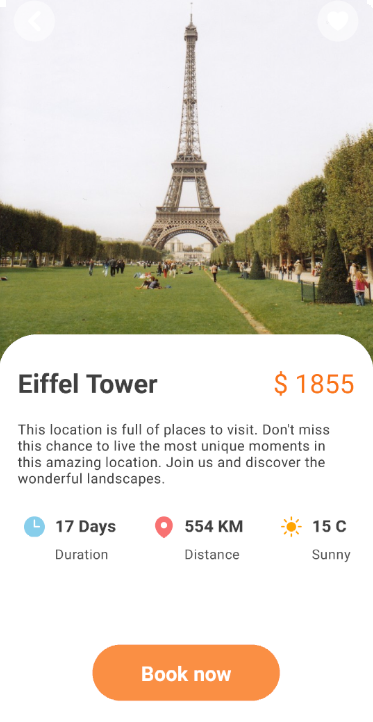 Eiffel Tower
$ 1855
This location is full of places to visit. Don't miss
this chance to live the most unique moments in
this amazing location. Join us and discover the
wonderful landscapes.
17 Days
554 KM
15 C
Duration
Distance
Sunny
Book now